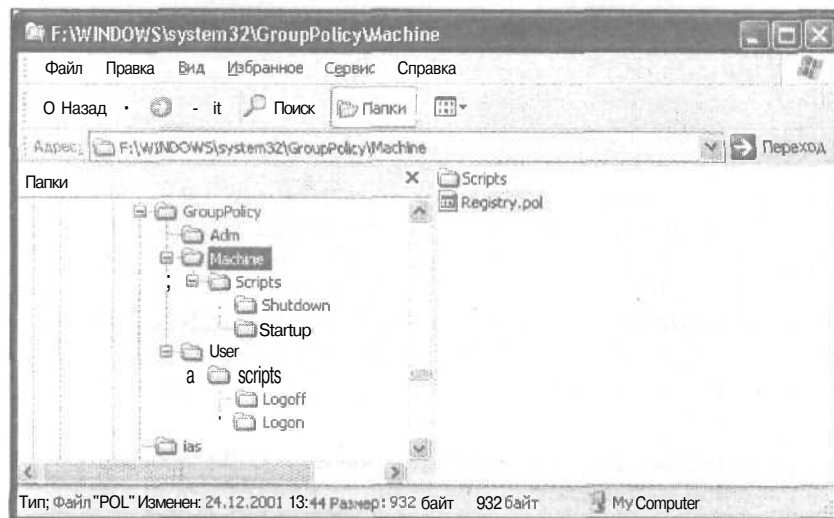 F:\WINDOWS\system32\GroupPolicy\Machine
Файл Правка Вид Избранное Сервис Справка
О Назад · - it Поиск Папки
Адрес: F:\WINDOWS\system32\GroupPolicy\Machine Переход
Папки
GroupPolicy
Adm
Machine
; Scripts
Shutdown
Startup
User
a scripts
Logoff
Logon
ias
Scripts
Registry.pol
Тип; Файл "POL" Изменен: 24.12.2001 13:44 Размер: 932 байт 932 байт My Computer